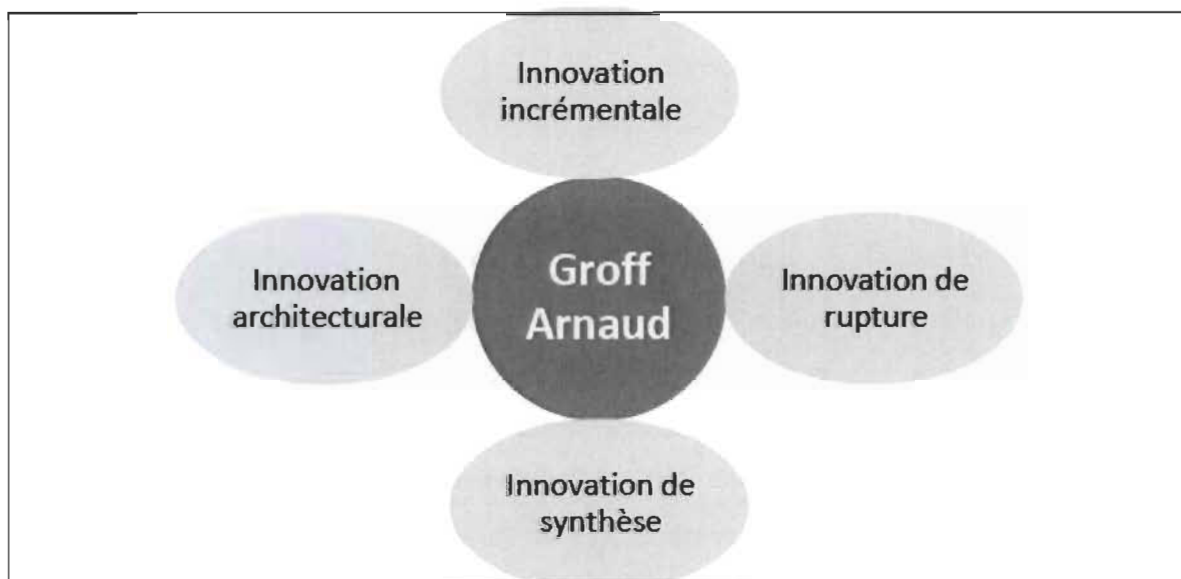 Innovation
incrémentale
Innovation
architecturale
Groff
Arnaud
Innovation de
rupture
Innovation de
synthèse